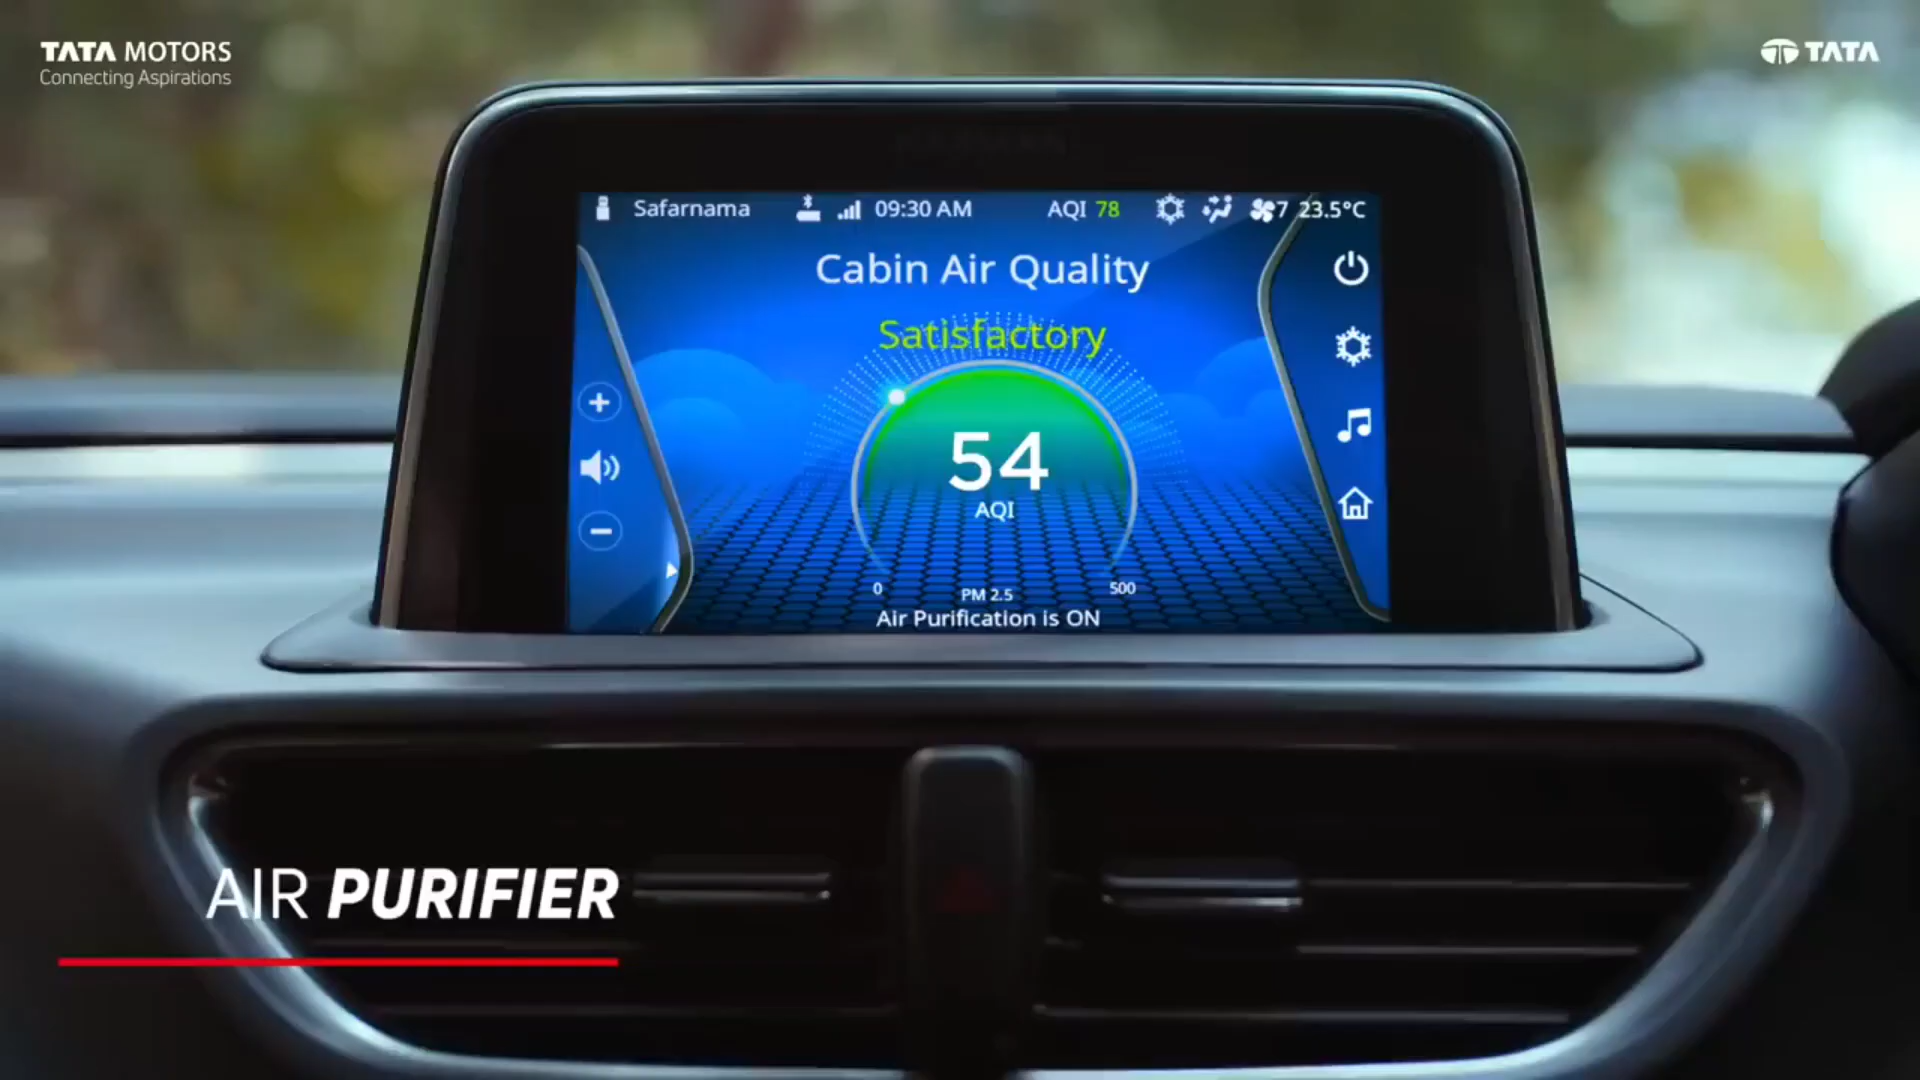 TATA MOTORS
Connecting Aspirations
TATA
Safarnama 09:30 AM AQI 78 7 23.5°C
Cabin Air Quality
Satisfactory
54
AQI
0 PM 2.5 500
Air Purification is ON
AIR PURIFIER